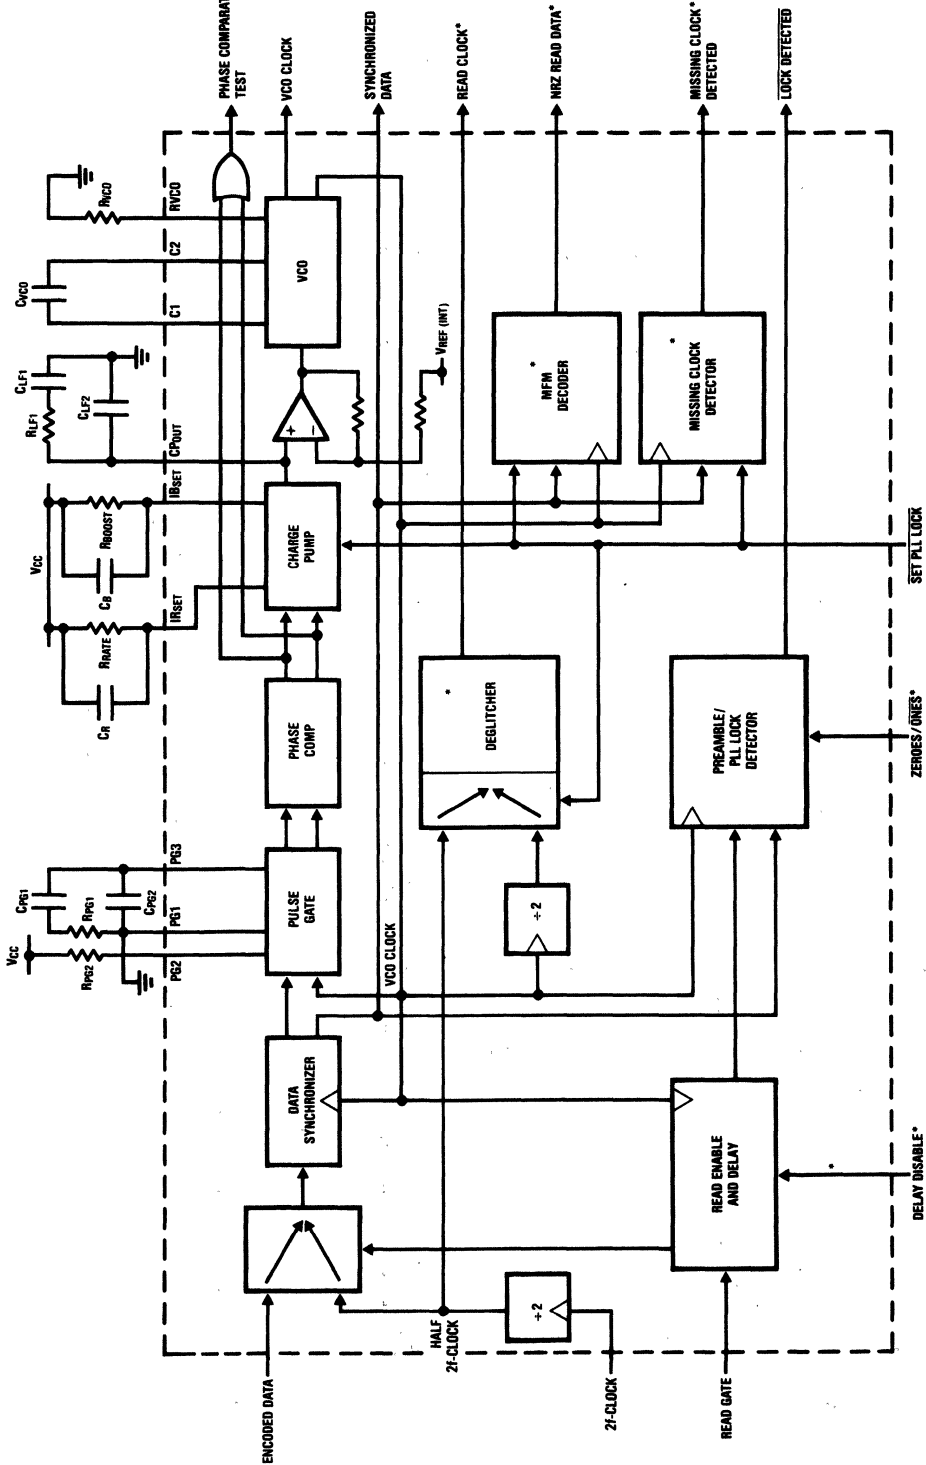 PHASE COMPARAT
TEST
VCO CLOCK
SYNCHRONIZED
DATA
READ CLOCK*
NRZ READ DATA*
MISSING CLOCK*
DETECTED
LOCK DETECTED
RVCO
RVCO
C2
CVCO
C1
VCO
CLF1
RLF1
CLF2
CPOUT
VREF (INT)
+
−
*
MFM
DECODER
*
MISSING CLOCK
DETECTOR
VCC
IBSET
RBOOST
CB
IRSET
RRATE
CR
CHARGE
PUMP
SET PLL LOCK
PHASE
COMP
*
DEGLITCHER
PREAMBLE/
PLL LOCK
DETECTOR
ZEROES/ONES*
PG3
CPG1
RPG1
CPG2
PG1
VCC
RPG2
PG2
PULSE
GATE
VCO CLOCK
÷2
DATA
SYNCHRONIZER
READ ENABLE
AND DELAY
*
DELAY DISABLE*
÷2
HALF
2f-CLOCK
ENCODED DATA
2f-CLOCK
READ GATE